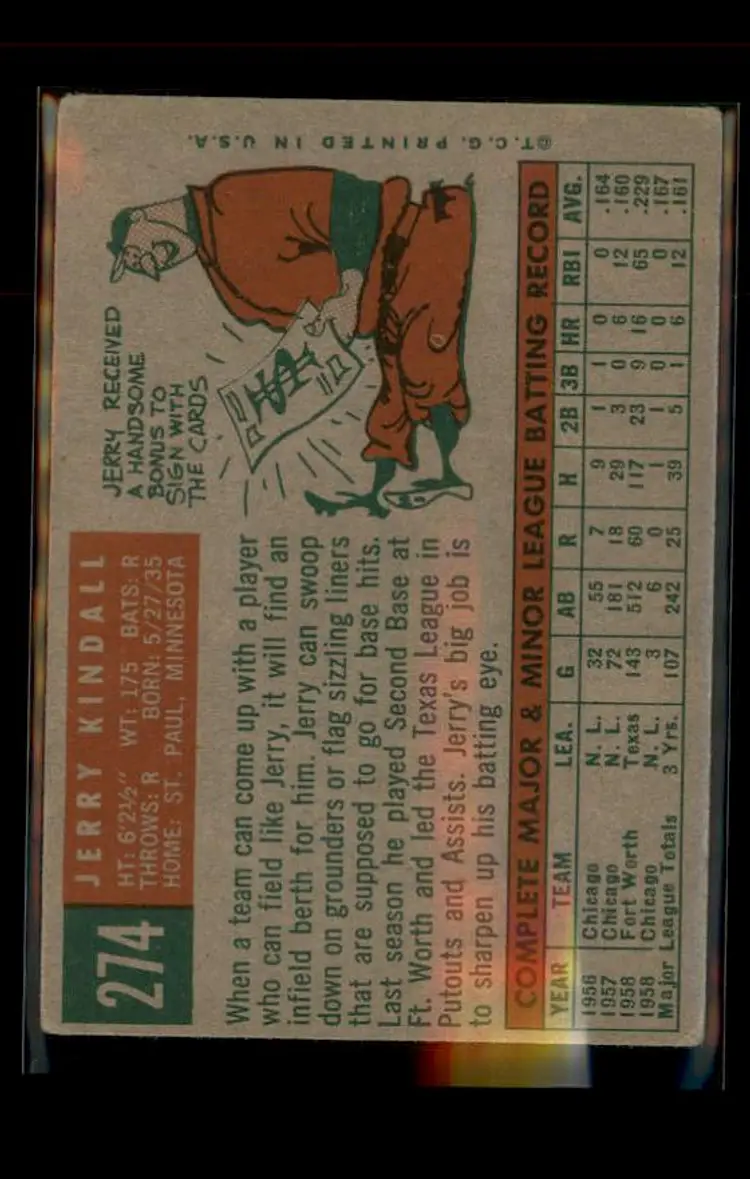 274
JERRY KINDALL
HT: 6'2½" WT: 175 BATS: R
THROWS: R BORN: 5/27/35
HOME: ST. PAUL, MINNESOTA
When a team can come up with a player
who can field like Jerry, it will find an
infield berth for him. Jerry can swoop
down on grounders or flag sizzling liners
that are supposed to go for base hits.
Last season he played Second Base at
Ft. Worth and led the Texas League in
Putouts and Assists. Jerry's big job is
to sharpen up his batting eye.
JERRY RECEIVED
A HANDSOME
BONUS TO
SIGN WITH
THE CARDS
COMPLETE MAJOR & MINOR LEAGUE BATTING RECORD
YEAR TEAM LEA. G AB R H 2B 3B HR RBI AVG.
1956 Chicago N. L. 32 55 7 9 1 1 0 0 .164
1957 Chicago N. L. 72 181 18 29 3 0 6 12 .160
1958 Fort Worth Texas 143 512 60 117 23 9 16 65 .229
1958 Chicago N. L. 3 6 0 1 1 0 0 0 .167
Major League Totals 3 Yrs. 107 242 25 39 5 1 6 12 .161
©T.C.G. PRINTED IN U.S.A.